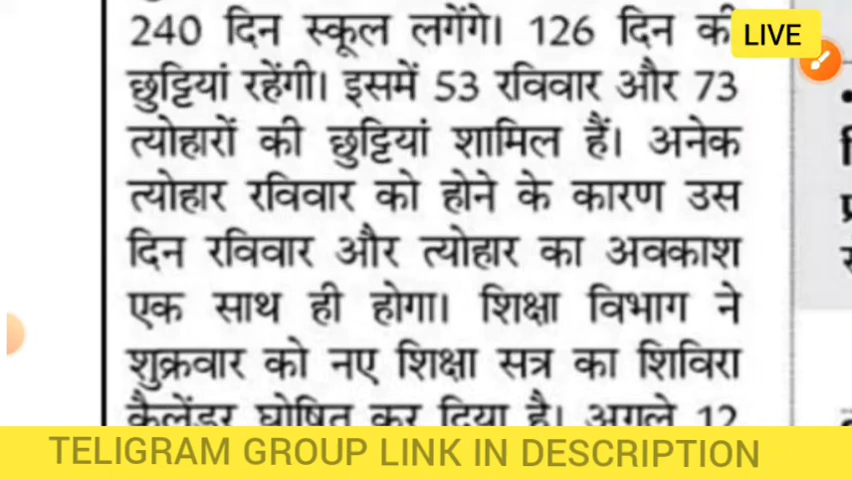 240 दिन स्कूल लगेंगे। 126 दिन की
LIVE
छुट्टियां रहेंगी। इसमें 53 रविवार और 73
त्योहारों की छुट्टियां शामिल हैं। अनेक
त्योहार रविवार को होने के कारण उस
दिन रविवार और त्योहार का अवकाश
एक साथ ही होगा। शिक्षा विभाग ने
शुक्रवार को नए शिक्षा सत्र का शिविरा
कैलेंडर घोषित कर दिया है। अगले 12
TELIGRAM GROUP LINK IN DESCRIPTION